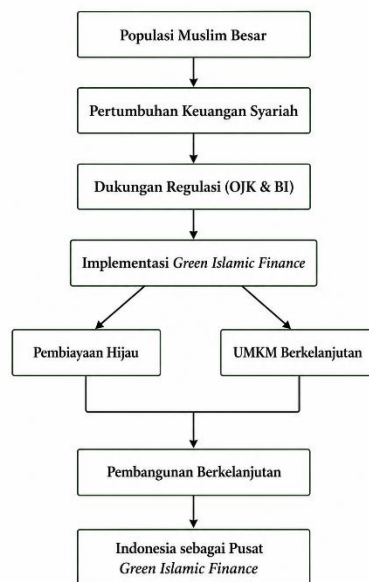 Populasi Muslim Besar
Pertumbuhan Keuangan Syariah
Dukungan Regulasi (OJK & BI)
Implementasi Green Islamic Finance
Pembiayaan Hijau
UMKM Berkelanjutan
Pembangunan Berkelanjutan
Indonesia sebagai Pusat
Green Islamic Finance